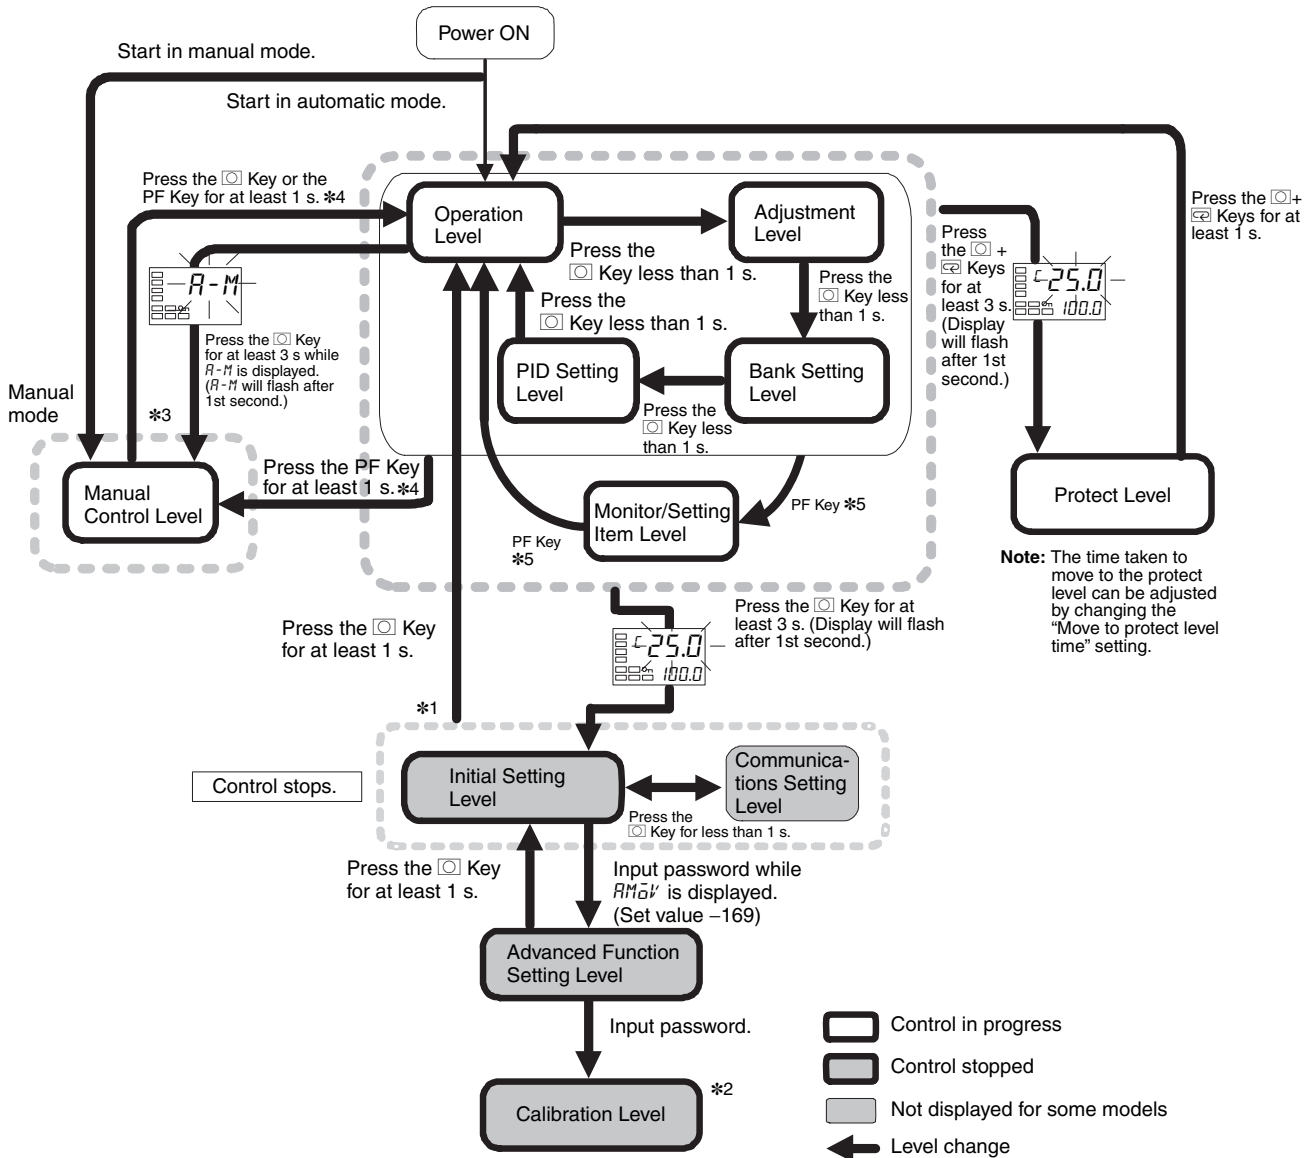 Power ON
Start in manual mode.
Start in automatic mode.
Press the Key or the
PF Key for at least 1 s. ✻4
Operation
Level
Adjustment
Level
Press the
Key less than 1 s.
Press the
Key less than 1 s.
Press the
Key less
than 1 s.
Press
the +
Keys
for at
least 3 s.
(Display
will flash
after 1st
second.)
C 25.0
100.0
Press the +
Keys for at
least 1 s.
A-M
Press the Key
for at least 3 s while
A-M is displayed.
(A-M will flash after
1st second.)
✻3
Manual
mode
PID Setting
Level
Bank Setting
Level
Press the
Key less
than 1 s.
Manual
Control Level
Press the PF Key
for at least 1 s.✻4
Monitor/Setting
Item Level
PF Key ✻5
PF Key
✻5
Protect Level
Note: The time taken to
move to the protect
level can be adjusted
by changing the
“Move to protect level
time” setting.
Press the Key
for at least 1 s.
✻1
C 25.0
100.0
Press the Key for at
least 3 s. (Display will flash
after 1st second.)
Control stops.
Initial Setting
Level
Communica-
tions Setting
Level
Press the
Key for less than 1 s.
Press the Key
for at least 1 s.
Input password while
AMoV is displayed.
(Set value −169)
Advanced Function
Setting Level
Input password.
Calibration Level
✻2
Control in progress
Control stopped
Not displayed for some models
Level change